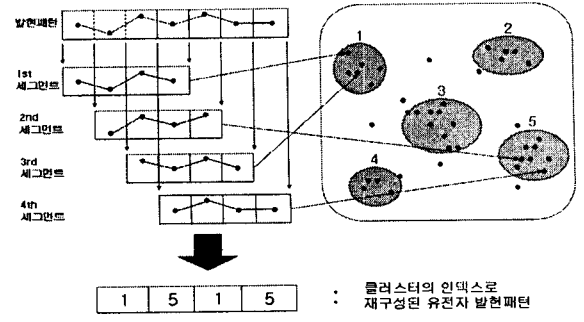 발현패턴
1st
세그먼트
2nd
세그먼트
3rd
세그먼트
4th
세그먼트
1
2
3
4
5
1 5 1 5
: 클러스터의 인덱스로
재구성된 유전자 발현패턴